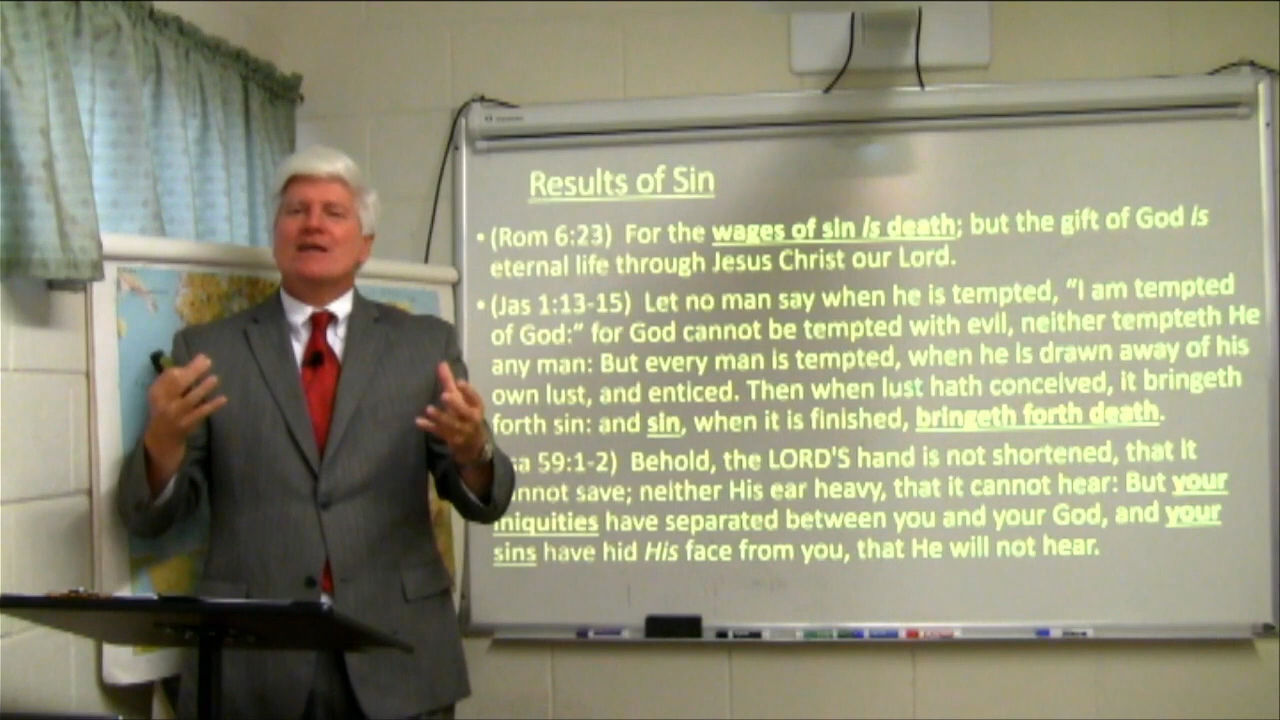 Results of Sin
• (Rom 6:23) For the wages of sin is death; but the gift of God is
eternal life through Jesus Christ our Lord.
• (Jas 1:13-15) Let no man say when he is tempted, “I am tempted
of God:” for God cannot be tempted with evil, neither tempteth He
any man: But every man is tempted, when he is drawn away of his
own lust, and enticed. Then when lust hath conceived, it bringeth
forth sin: and sin, when it is finished, bringeth forth death.
59:1-2) Behold, the LORD'S hand is not shortened, that it
save; neither His ear heavy, that it cannot hear: But your
iniquities have separated between you and your God, and your
sins have hid His face from you, that He will not hear.